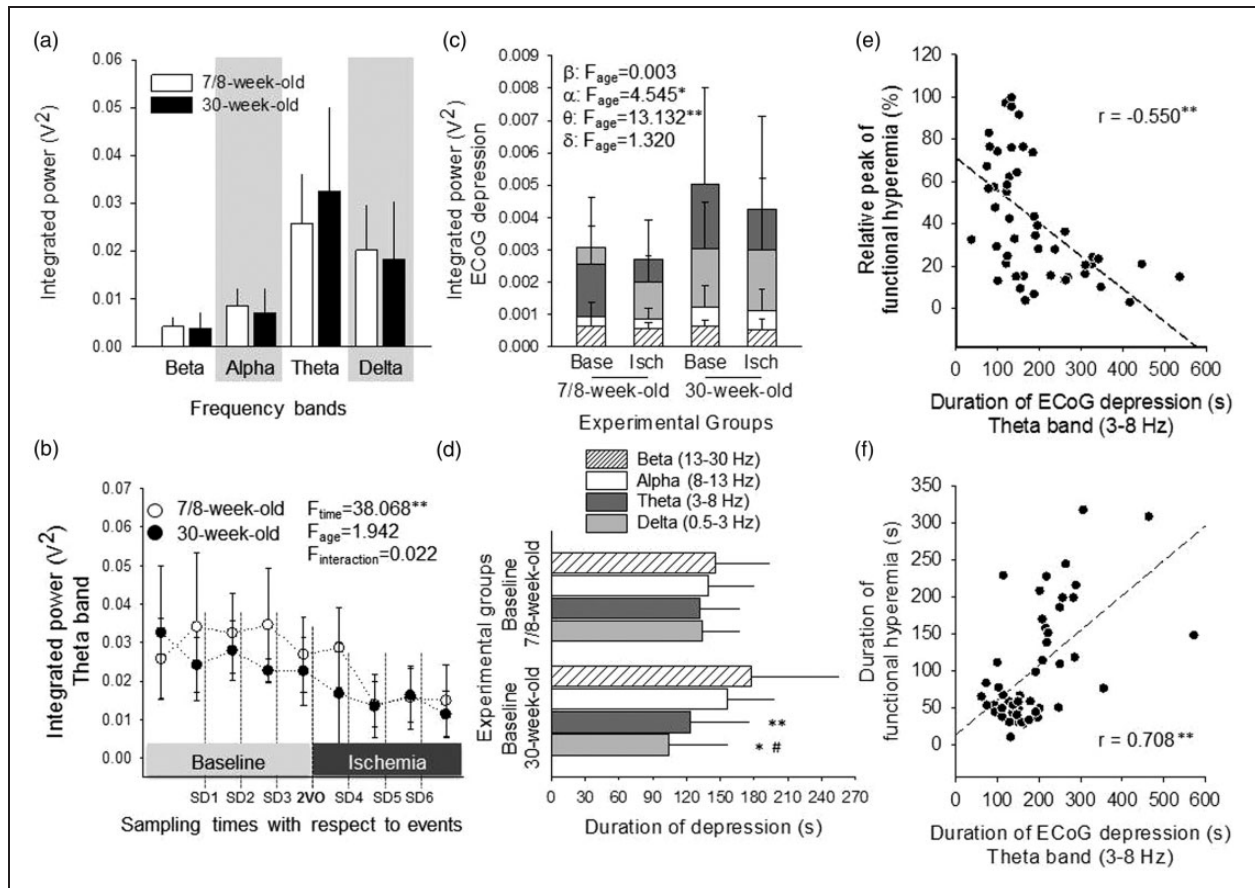 (a)
0.06
0.05
0.04
0.03
0.02
0.01
0.00
Integrated power (V²)
7/8-week-old
30-week-old
Beta
Alpha
Theta
Delta
Frequency bands
(b)
0.07
0.06
0.05
0.04
0.03
0.02
0.01
0.00
Integrated power (V²)
Theta band
7/8-week-old
30-week-old
Ftime=38.068**
Fage=1.942
Finteraction=0.022
Baseline
Ischemia
SD1
SD2
SD3
2VO
SD4
SD5
SD6
Sampling times with respect to events
(c)
0.009
0.008
0.007
0.006
0.005
0.004
0.003
0.002
0.001
0.000
Integrated power (V²)
ECoG depression
β: Fage=0.003
α: Fage=4.545*
θ: Fage=13.132**
δ: Fage=1.320
Base
Isch
Base
Isch
7/8-week-old
30-week-old
Experimental Groups
(d)
Beta (13-30 Hz)
Alpha (8-13 Hz)
Theta (3-8 Hz)
Delta (0.5-3 Hz)
Experimental groups
Baseline
7/8-week-old
Baseline
30-week-old
**
* #
0
30
60
90
120
150
180
210
240
270
Duration of depression (s)
(e)
120
100
80
60
40
20
0
Relative peak of
functional hyperemia (%)
r = -0.550**
0
100
200
300
400
500
600
Duration of ECoG depression (s)
Theta band (3-8 Hz)
(f)
350
300
250
200
150
100
50
0
Duration of
functional hyperemia (s)
r = 0.708**
0
100
200
300
400
500
600
Duration of ECoG depression (s)
Theta band (3-8 Hz)